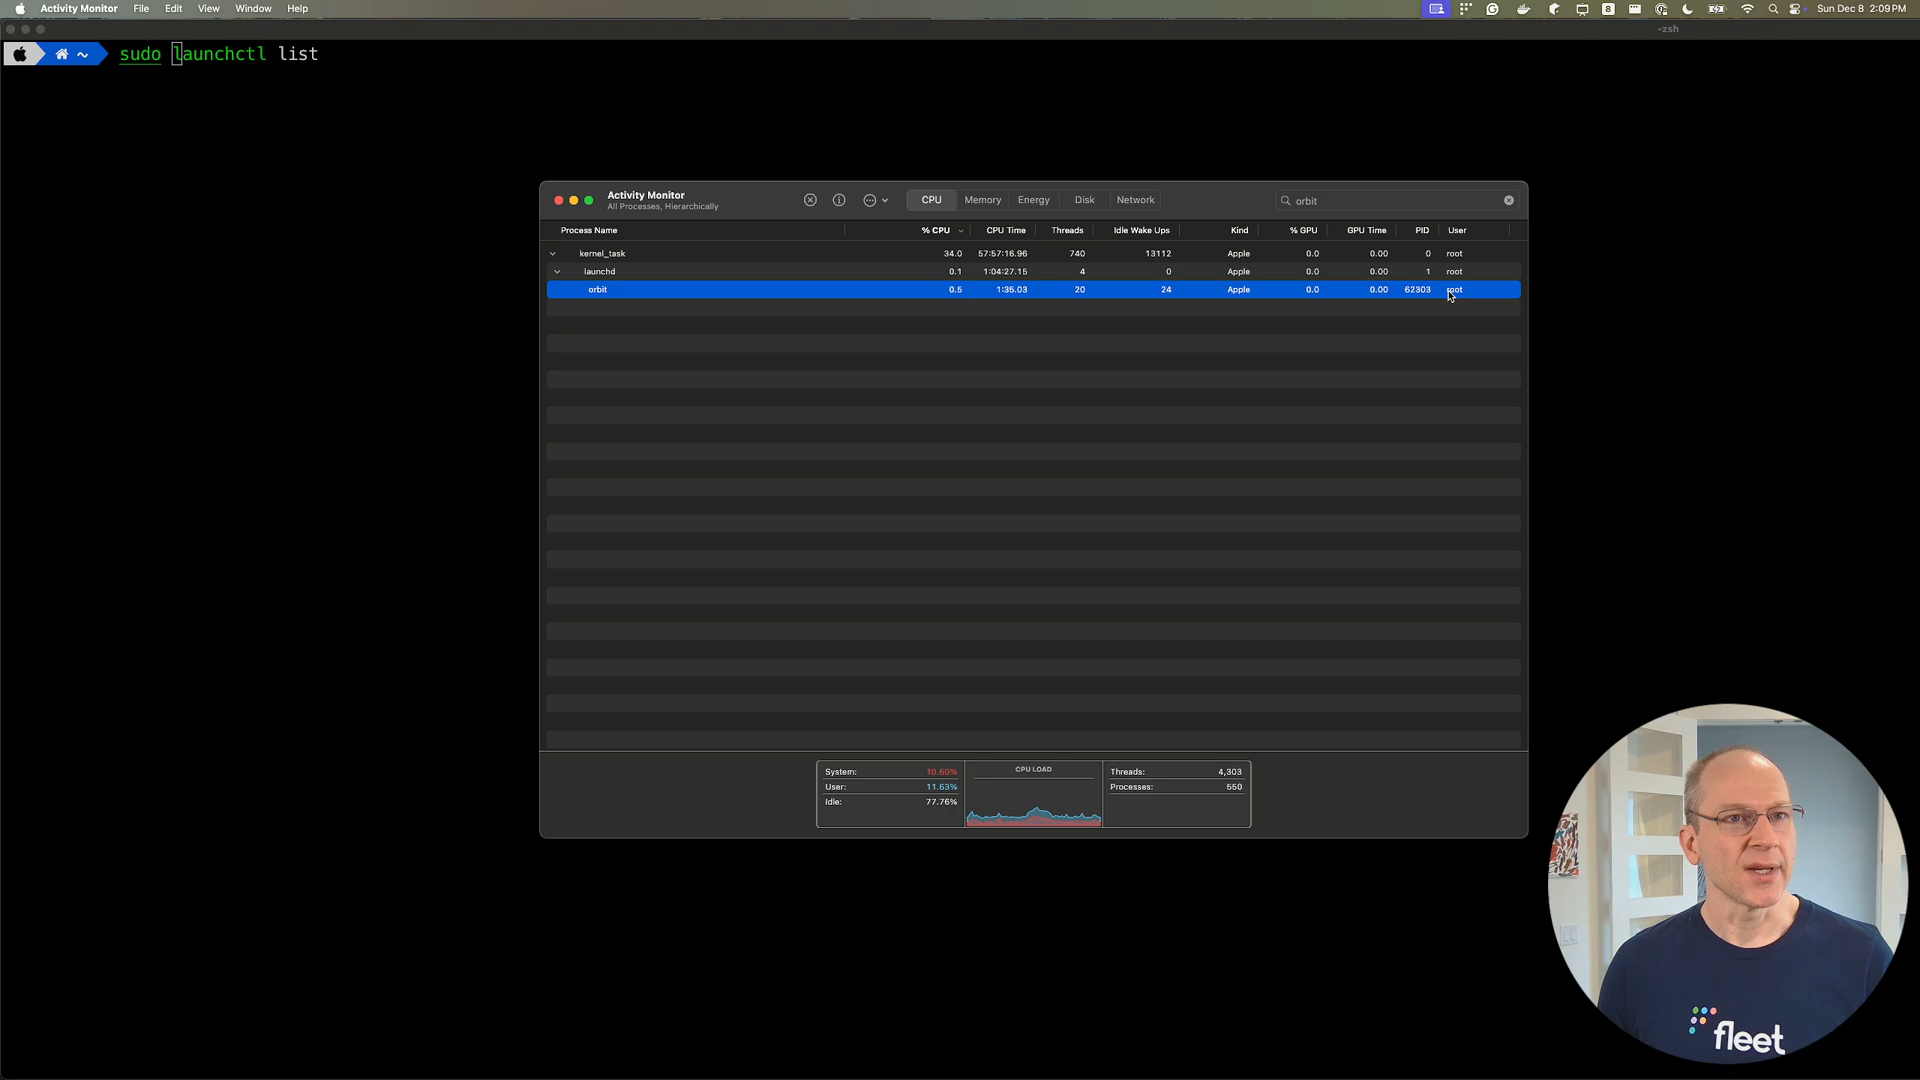 Activity Monitor File Edit View Window Help
8 Sun Dec 8 2:09 PM
-zsh
~ sudo launchctl list
Activity Monitor
All Processes, Hierarchically
CPU Memory Energy Disk Network
orbit
Process Name % CPU CPU Time Threads Idle Wake Ups Kind % GPU GPU Time PID User
kernel_task 34.0 57:57:16.96 740 13112 Apple 0.0 0.00 0 root
launchd 0.1 1:04:27.15 4 0 Apple 0.0 0.00 1 root
orbit 0.5 1:35.03 20 24 Apple 0.0 0.00 62303 root
System: 10.60%
User: 11.63%
Idle: 77.76%
CPU LOAD
Threads: 4,303
Processes: 550
fleet